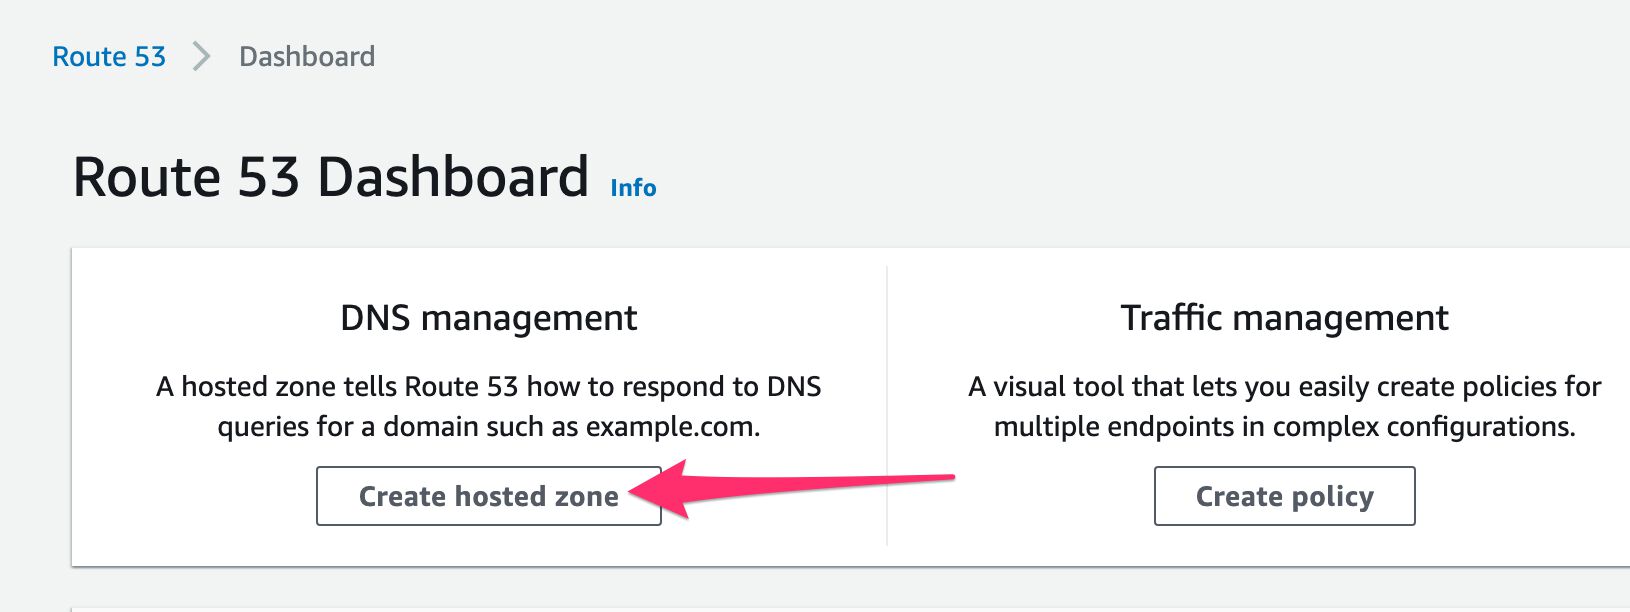 Route 53 Dashboard
Route 53 Dashboard Info
DNS management
A hosted zone tells Route 53 how to respond to DNS
queries for a domain such as example.com.
Create hosted zone
Traffic management
A visual tool that lets you easily create policies for
multiple endpoints in complex configurations.
Create policy